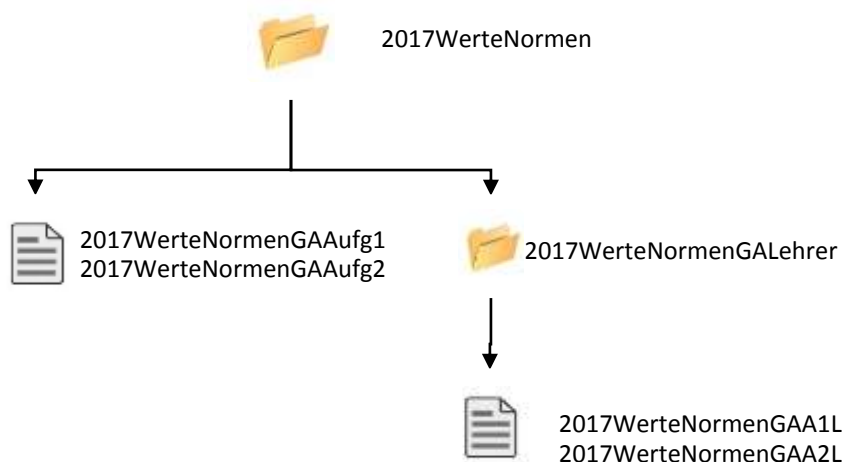 2017WerteNormen
2017WerteNormenGAAufg1
2017WerteNormenGAAufg2
2017WerteNormenGALehrer
2017WerteNormenGAA1L
2017WerteNormenGAA2L